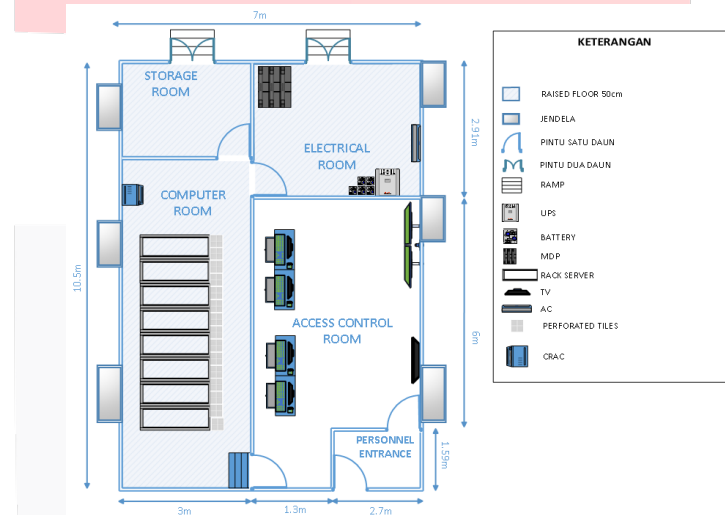 7m
STORAGE
ROOM
ELECTRICAL
ROOM
2.91m
COMPUTER
ROOM
10.5m
ACCESS CONTROL
ROOM
6m
PERSONNEL
ENTRANCE
1.59m
3m
1.3m
2.7m
KETERANGAN
RAISED FLOOR 50cm
JENDELA
PINTU SATU DAUN
PINTU DUA DAUN
RAMP
UPS
BATTERY
MDP
RACK SERVER
TV
AC
PERFORATED TILES
CRAC